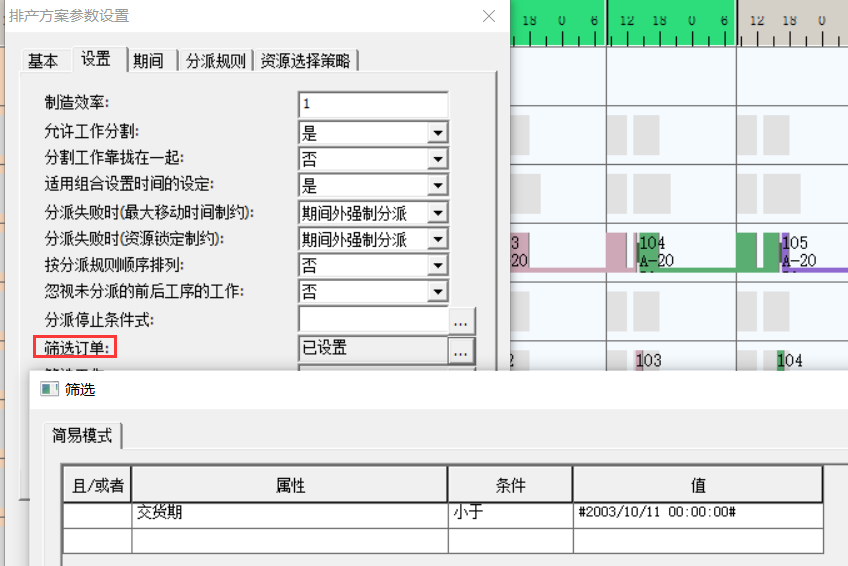 排产方案参数设置
18 0 6 12 18 0 6 12 18 0
基本 设置 期间 分派规则 资源选择策略
制造效率: 1
允许工作分割: 是
分割工作靠拢在一起: 否
适用组合设置时间的设定: 是
分派失败时(最大移动时间制约): 期间外强制分派
分派失败时(资源锁定制约): 期间外强制分派
按分派规则顺序排列: 否
忽视未分派的前后工序的工作: 否
分派停止条件式: ...
筛选订单: 已设置 ...
3 104 105
20 A-20 A-20
2 103 104
筛选
简易模式
且/或者 属性 条件 值
交货期 小于 #2003/10/11 00:00:00#